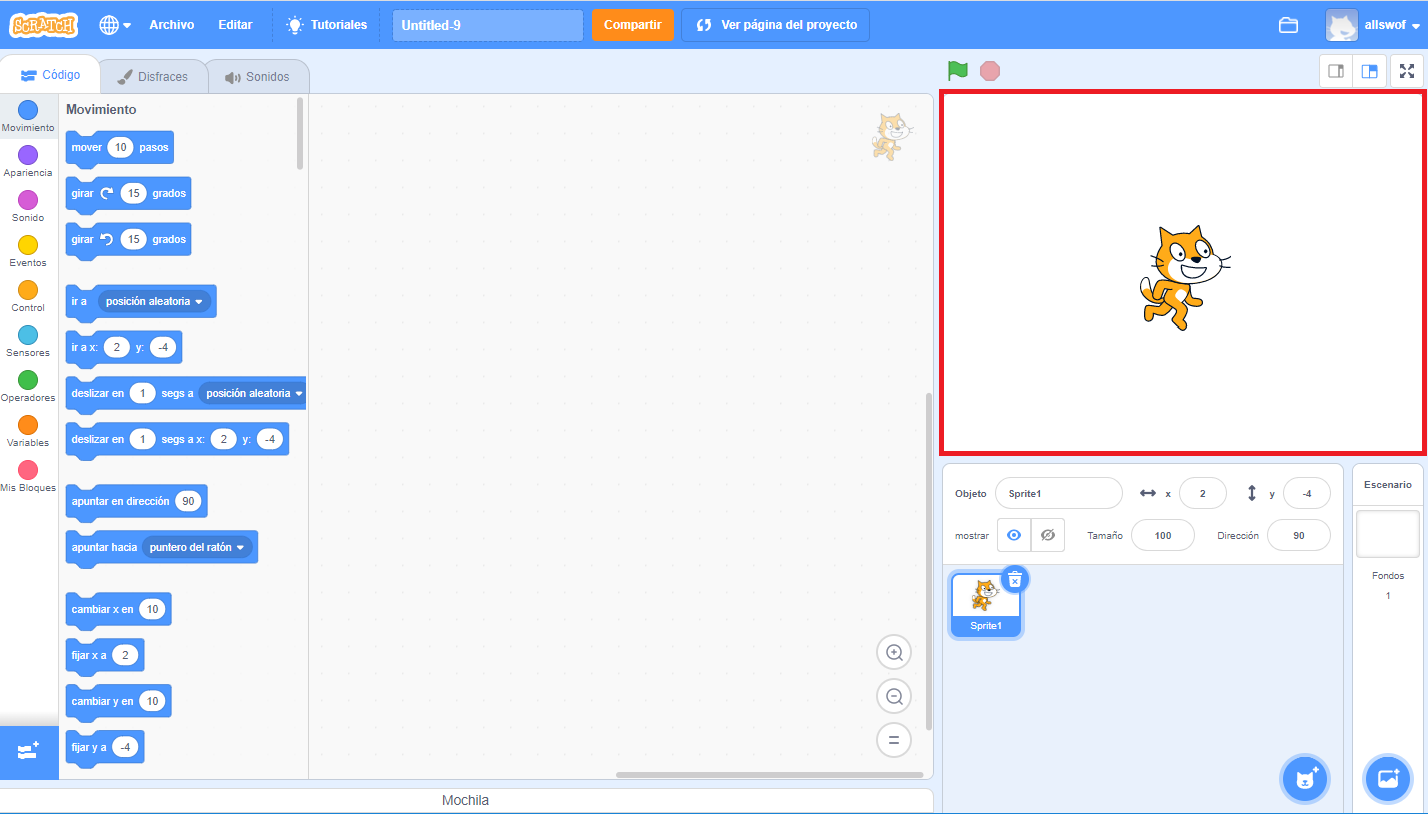 SCRATCH Archivo Editar Tutoriales Untitled-9 Compartir Ver página del proyecto allswof
Código Disfraces Sonidos
Movimiento
Apariencia
Sonido
Eventos
Control
Sensores
Operadores
Variables
Mis Bloques
Movimiento
mover 10 pasos
girar 15 grados
girar 15 grados
ir a posición aleatoria
ir a x: 2 y: -4
deslizar en 1 segs a posición aleatoria
deslizar en 1 segs a x: 2 y: -4
apuntar en dirección 90
apuntar hacia puntero del ratón
cambiar x en 10
fijar x a 2
cambiar y en 10
fijar y a -4
Mochila
Objeto Sprite1 x 2 y -4
mostrar Tamaño 100 Dirección 90
Sprite1
Escenario
Fondos
1